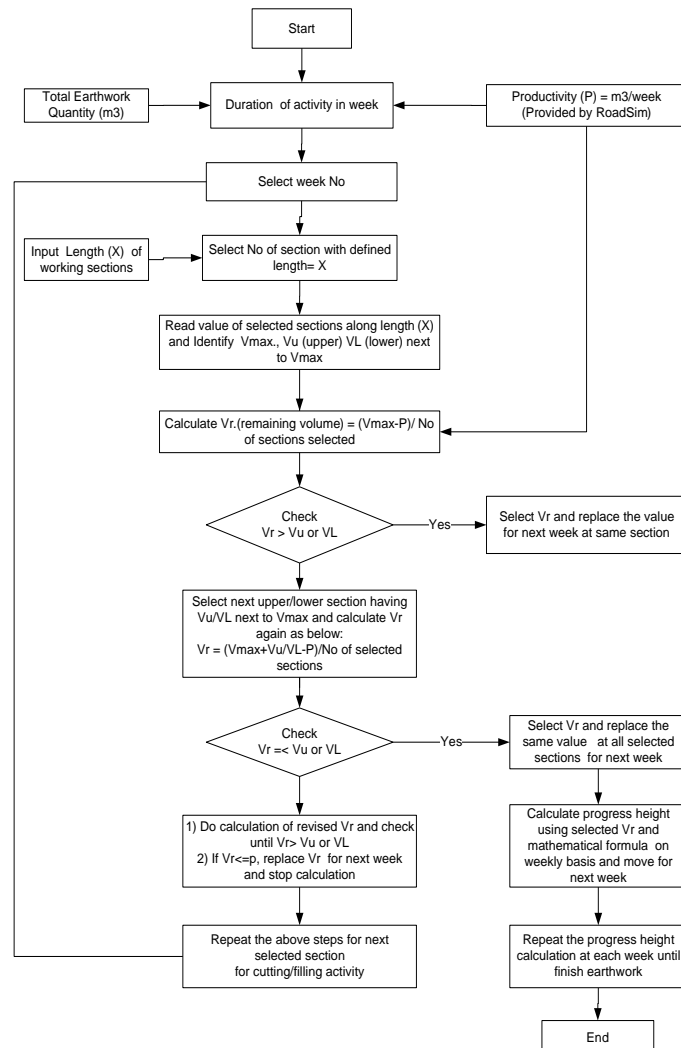 Start
Total Earthwork
Quantity (m3)
Duration of activity in week
Productivity (P) = m3/week
(Provided by RoadSim)
Select week No
Input Length (X) of
working sections
Select No of section with defined
length= X
Read value of selected sections along length (X)
and Identify Vmax., Vu (upper) VL (lower) next
to Vmax
Calculate Vr.(remaining volume) = (Vmax-P)/ No
of sections selected
Check
Vr > Vu or VL
Yes
Select Vr and replace the value
for next week at same section
Select next upper/lower section having
Vu/VL next to Vmax and calculate Vr
again as below:
Vr = (Vmax+Vu/VL-P)/No of selected
sections
Check
Vr =< Vu or VL
Yes
Select Vr and replace the
same value at all selected
sections for next week
1) Do calculation of revised Vr and check
until Vr> Vu or VL
2) If Vr<=p, replace Vr for next week
and stop calculation
Calculate progress height
using selected Vr and
mathematical formula on
weekly basis and move for
next week
Repeat the above steps for next
selected section
for cutting/filling activity
Repeat the progress height
calculation at each week until
finish earthwork
End